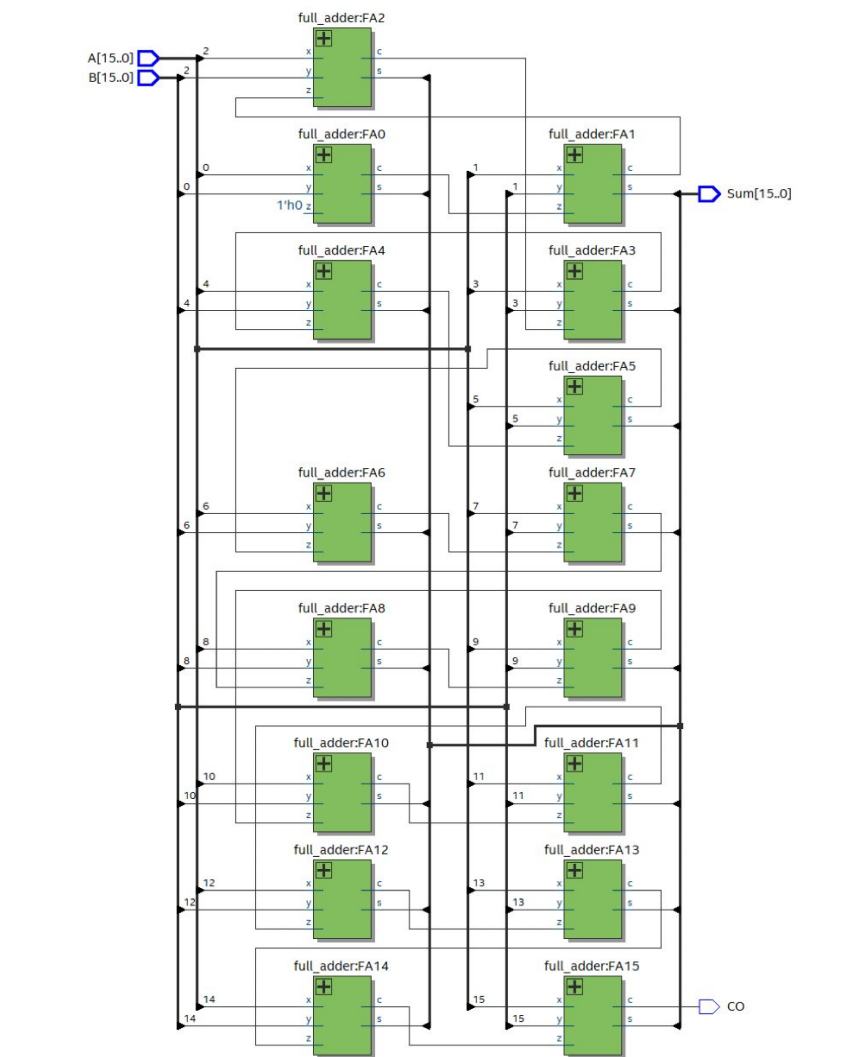 full_adder:FA2
A[15..0] 2 x c
B[15..0] 2 y s
z
full_adder:FA0 full_adder:FA1
0 x c 1 x c
0 y s 1 y s Sum[15..0]
1'h0 z z
full_adder:FA4 full_adder:FA3
4 x c 3 x c
4 y s 3 y s
z z
full_adder:FA5
5 x c
5 y s
z
full_adder:FA6 full_adder:FA7
6 x c 7 x c
6 y s 7 y s
z z
full_adder:FA8 full_adder:FA9
8 x c 9 x c
8 y s 9 y s
z z
full_adder:FA10 full_adder:FA11
10 x c 11 x c
10 y s 11 y s
z z
full_adder:FA12 full_adder:FA13
12 x c 13 x c
12 y s 13 y s
z z
full_adder:FA14 full_adder:FA15
14 x c 15 x c CO
14 y s 15 y s
z z